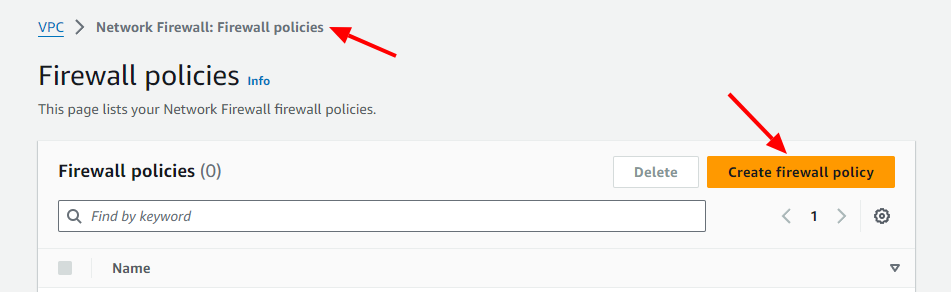 VPC > Network Firewall: Firewall policies
Firewall policies Info
This page lists your Network Firewall firewall policies.
Firewall policies (0) Delete Create firewall policy
Find by keyword < 1 >
Name